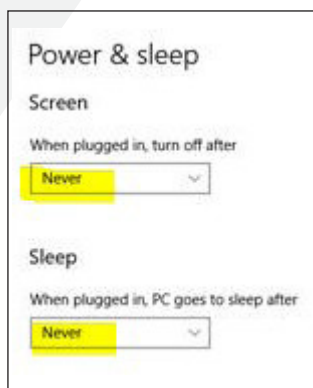 Power & sleep
Screen
When plugged in, turn off after
Never
Sleep
When plugged in, PC goes to sleep after
Never